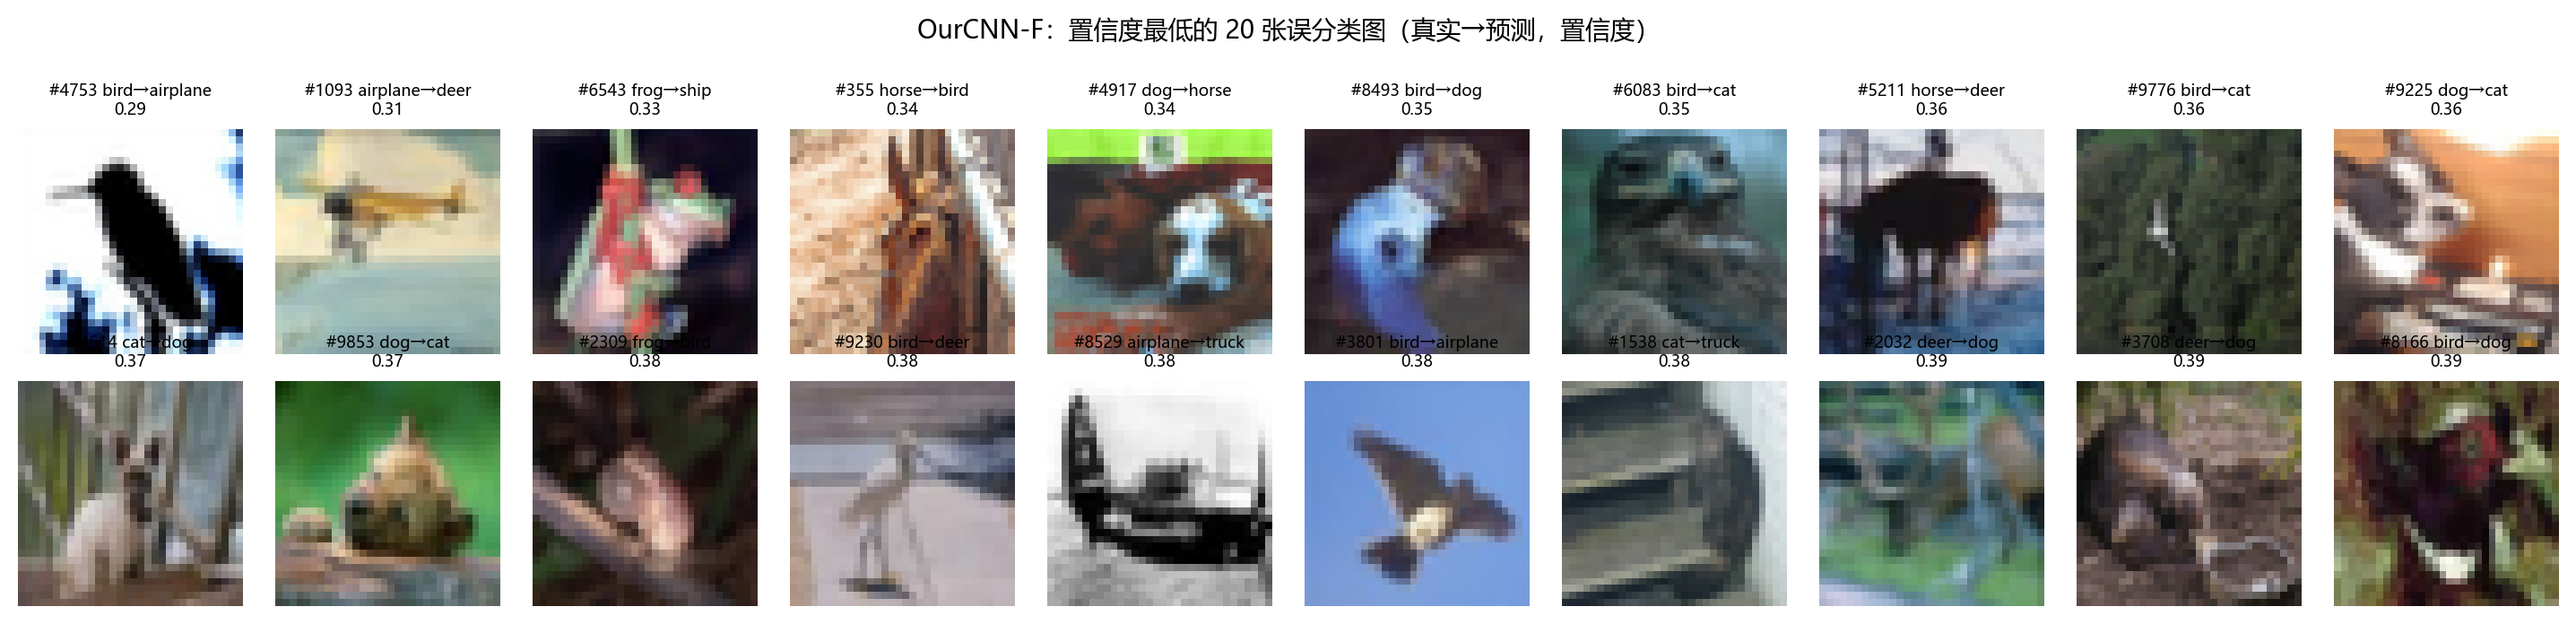 OurCNN-F：置信度最低的 20 张误分类图（真实→预测，置信度）
#4753 bird→airplane
0.29
#1093 airplane→deer
0.31
#6543 frog→ship
0.33
#355 horse→bird
0.34
#4917 dog→horse
0.34
#8493 bird→dog
0.35
#6083 bird→cat
0.35
#5211 horse→deer
0.36
#9776 bird→cat
0.36
#9225 dog→cat
0.36
cat→dog
0.37
#9853 dog→cat
0.37
#2309 frog→bird
0.38
#9230 bird→deer
0.38
#8529 airplane→truck
0.38
#3801 bird→airplane
0.38
#1538 cat→truck
0.38
#2032 deer→dog
0.39
#3708 deer→dog
0.39
#8166 bird→dog
0.39